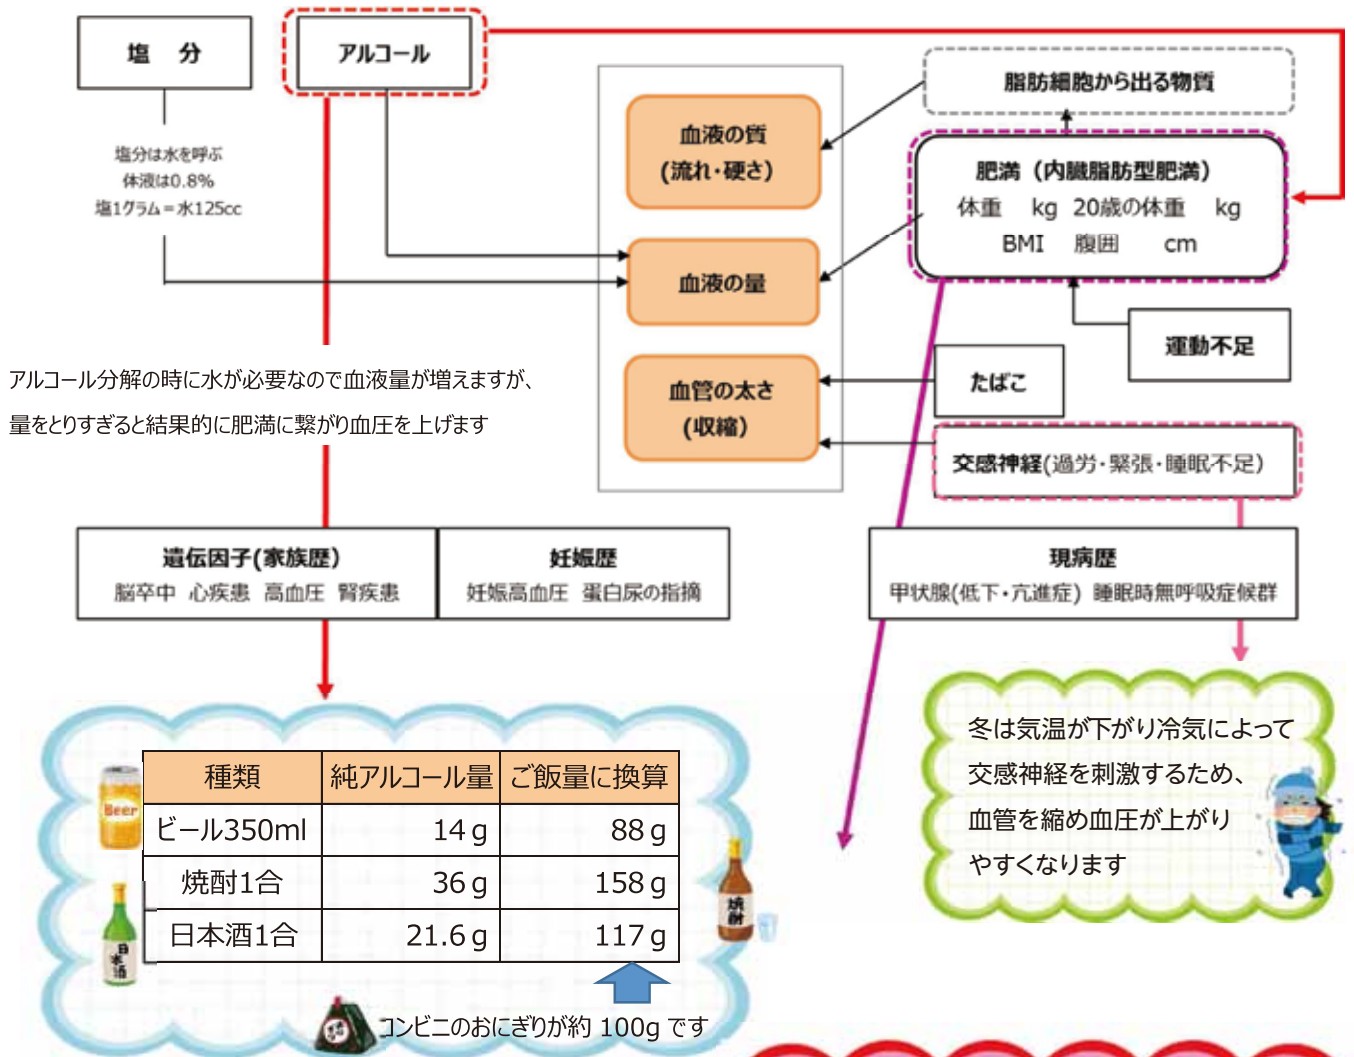 塩　分
アルコール
塩分は水を呼ぶ
体液は0.8%
塩1グラム＝水125cc
血液の質
(流れ・硬さ)
血液の量
血管の太さ
(収縮)
脂肪細胞から出る物質
肥満（内臓脂肪型肥満）
体重　kg　20歳の体重　kg
BMI　腹囲　cm
運動不足
たばこ
交感神経(過労・緊張・睡眠不足)
アルコール分解の時に水が必要なので血液量が増えますが、
量をとりすぎると結果的に肥満に繋がり血圧を上げます
遺伝因子(家族歴)
脳卒中　心疾患　高血圧　腎疾患
妊娠歴
妊娠高血圧　蛋白尿の指摘
現病歴
甲状腺(低下・亢進症)　睡眠時無呼吸症候群
種類　純アルコール量　ご飯量に換算
ビール350ml　14g　88g
焼酎1合　36g　158g
日本酒1合　21.6g　117g
Beer
日本酒
焼酎
コンビニのおにぎりが約 100g です
冬は気温が下がり冷気によって
交感神経を刺激するため、
血管を縮め血圧が上がり
やすくなります